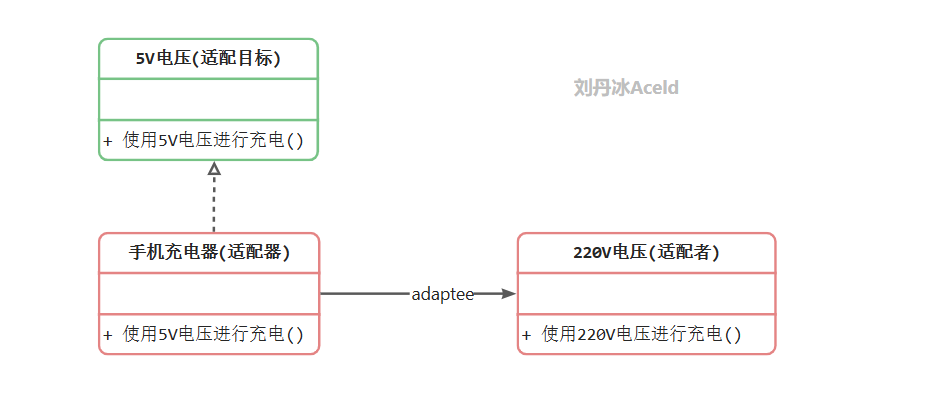 5V电压(适配目标)
刘丹冰Aceld
+ 使用5V电压进行充电()
手机充电器(适配器)
220V电压(适配者)
adaptee
+ 使用5V电压进行充电()
+ 使用220V电压进行充电()